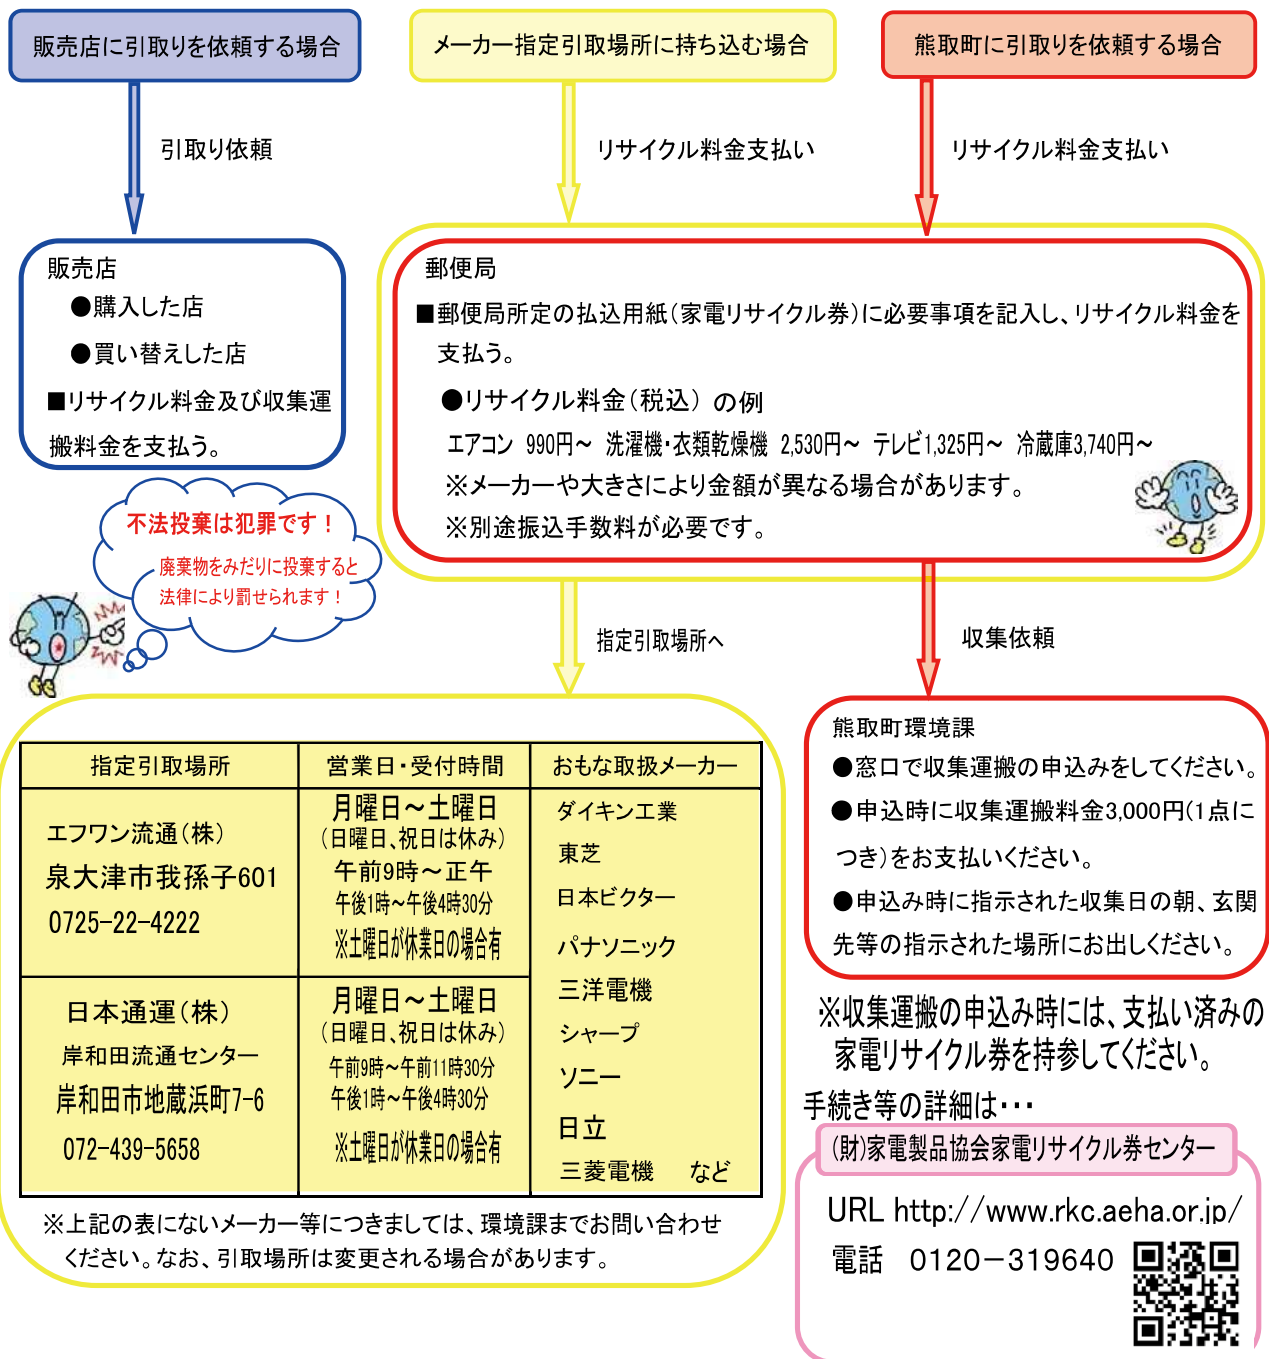 販売店に引取りを依頼する場合
メーカー指定引取場所に持ち込む場合
熊取町に引取りを依頼する場合
引取り依頼
リサイクル料金支払い
リサイクル料金支払い
販売店
●購入した店
●買い替えした店
■リサイクル料金及び収集運
搬料金を支払う。
郵便局
■郵便局所定の払込用紙(家電リサイクル券)に必要事項を記入し、リサイクル料金を
支払う。
●リサイクル料金(税込) の例
エアコン 990円～ 洗濯機・衣類乾燥機 2,530円～ テレビ1,325円～ 冷蔵庫3,740円～
※メーカーや大きさにより金額が異なる場合があります。
※別途振込手数料が必要です。
不法投棄は犯罪です！
廃棄物をみだりに投棄すると
法律により罰せられます！
指定引取場所へ
収集依頼
指定引取場所
営業日・受付時間
おもな取扱メーカー
エフワン流通(株)
泉大津市我孫子601
0725-22-4222
月曜日～土曜日
(日曜日、祝日は休み)
午前9時～正午
午後1時～午後4時30分
※土曜日が休業日の場合有
日本通運(株)
岸和田流通センター
岸和田市地蔵浜町7-6
072-439-5658
月曜日～土曜日
(日曜日、祝日は休み)
午前9時～午前11時30分
午後1時～午後4時30分
※土曜日が休業日の場合有
ダイキン工業
東芝
日本ビクター
パナソニック
三洋電機
シャープ
ソニー
日立
三菱電機 など
※上記の表にないメーカー等につきましては、環境課までお問い合わせ
ください。なお、引取場所は変更される場合があります。
熊取町環境課
●窓口で収集運搬の申込みをしてください。
●申込時に収集運搬料金3,000円(1点に
つき)をお支払いください。
●申込み時に指示された収集日の朝、玄関
先等の指示された場所にお出しください。
※収集運搬の申込み時には、支払い済みの
家電リサイクル券を持参してください。
手続き等の詳細は・・・
(財)家電製品協会家電リサイクル券センター
URL http://www.rkc.aeha.or.jp/
電話 0120－319640